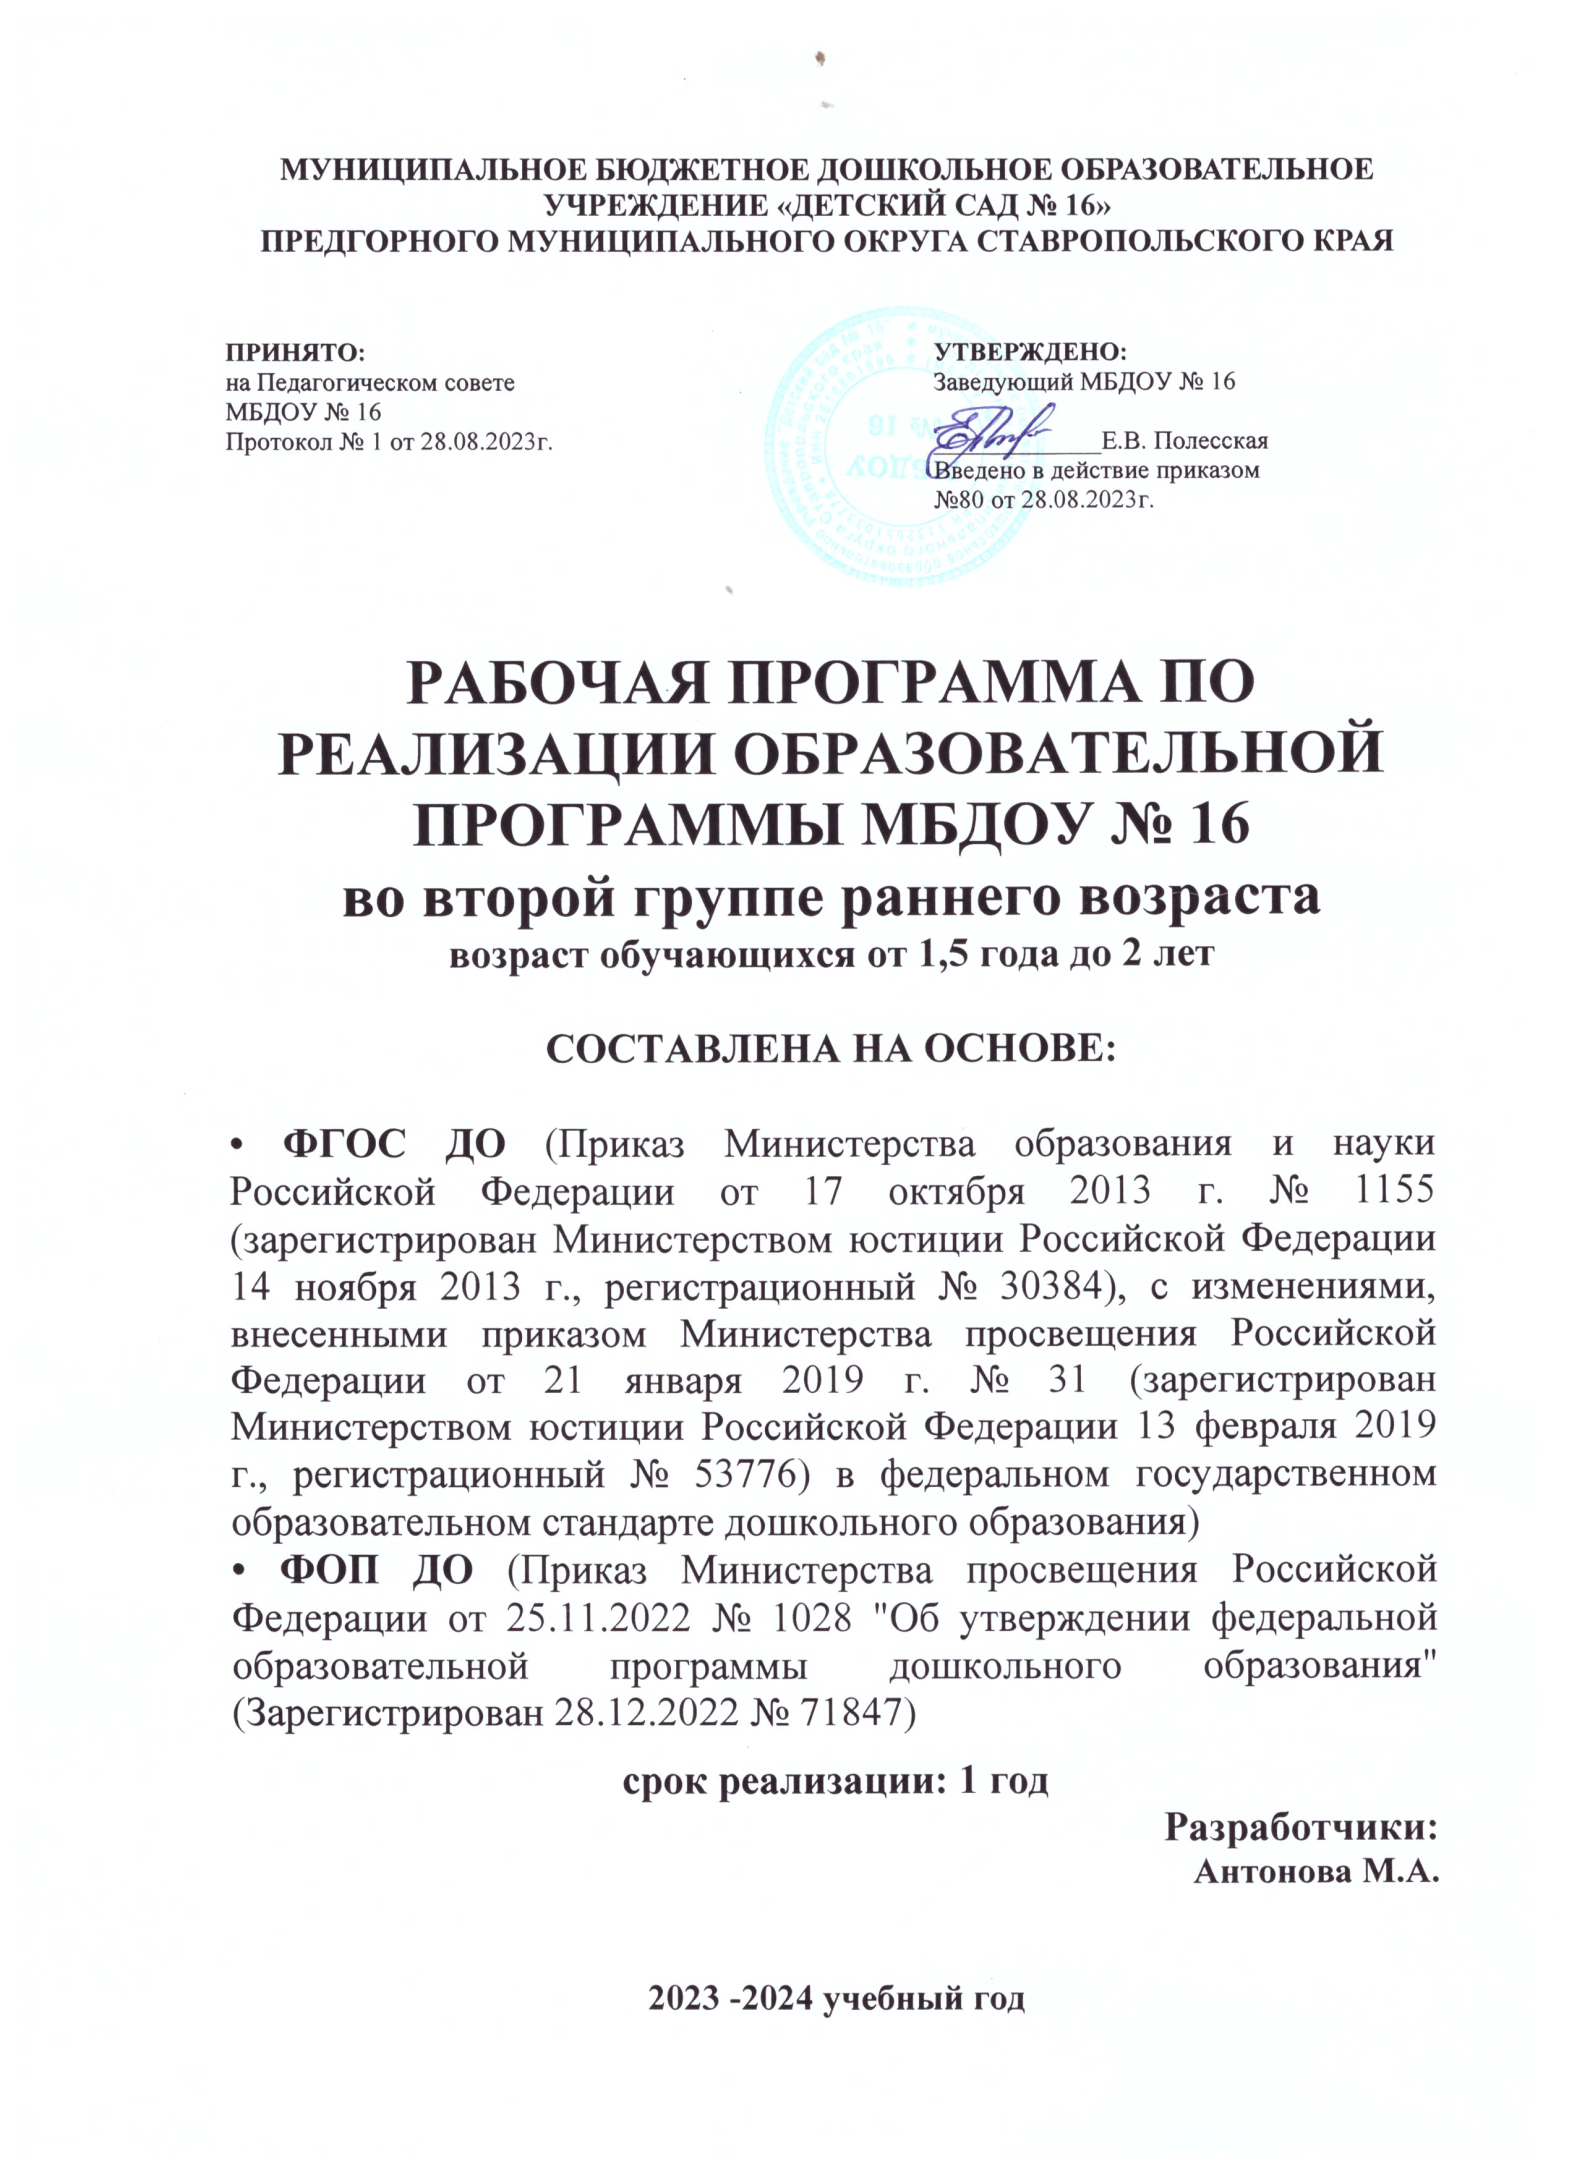 МУНИЦИПАЛЬНОЕ БЮДЖЕТНОЕ ДОШКОЛЬНОЕ ОБРАЗОВАТЕЛЬНОЕ
УЧРЕЖДЕНИЕ «ДЕТСКИЙ САД № 16»
ПРЕДГОРНОГО МУНИЦИПАЛЬНОГО ОКРУГА СТАВРОПОЛЬСКОГО КРАЯ
ПРИНЯТО:
на Педагогическом совете
МБДОУ № 16
Протокол № 1 от 28.08.2023г.
УТВЕРЖДЕНО:
Заведующий МБДОУ № 16
_____________Е.В. Полесская
Введено в действие приказом
№80 от 28.08.2023г.
МБДОУ
№ 16
РАБОЧАЯ ПРОГРАММА ПО
РЕАЛИЗАЦИИ ОБРАЗОВАТЕЛЬНОЙ
ПРОГРАММЫ МБДОУ № 16
во второй группе раннего возраста
возраст обучающихся от 1,5 года до 2 лет
СОСТАВЛЕНА НА ОСНОВЕ:
• ФГОС ДО (Приказ Министерства образования и науки
Российской Федерации от 17 октября 2013 г. № 1155
(зарегистрирован Министерством юстиции Российской Федерации
14 ноября 2013 г., регистрационный № 30384), с изменениями,
внесенными приказом Министерства просвещения Российской
Федерации от 21 января 2019 г. № 31 (зарегистрирован
Министерством юстиции Российской Федерации 13 февраля 2019
г., регистрационный № 53776) в федеральном государственном
образовательном стандарте дошкольного образования)
• ФОП ДО (Приказ Министерства просвещения Российской
Федерации от 25.11.2022 № 1028 "Об утверждении федеральной
образовательной программы дошкольного образования"
(Зарегистрирован 28.12.2022 № 71847)
срок реализации: 1 год
Разработчики:
Антонова М.А.
2023 -2024 учебный год